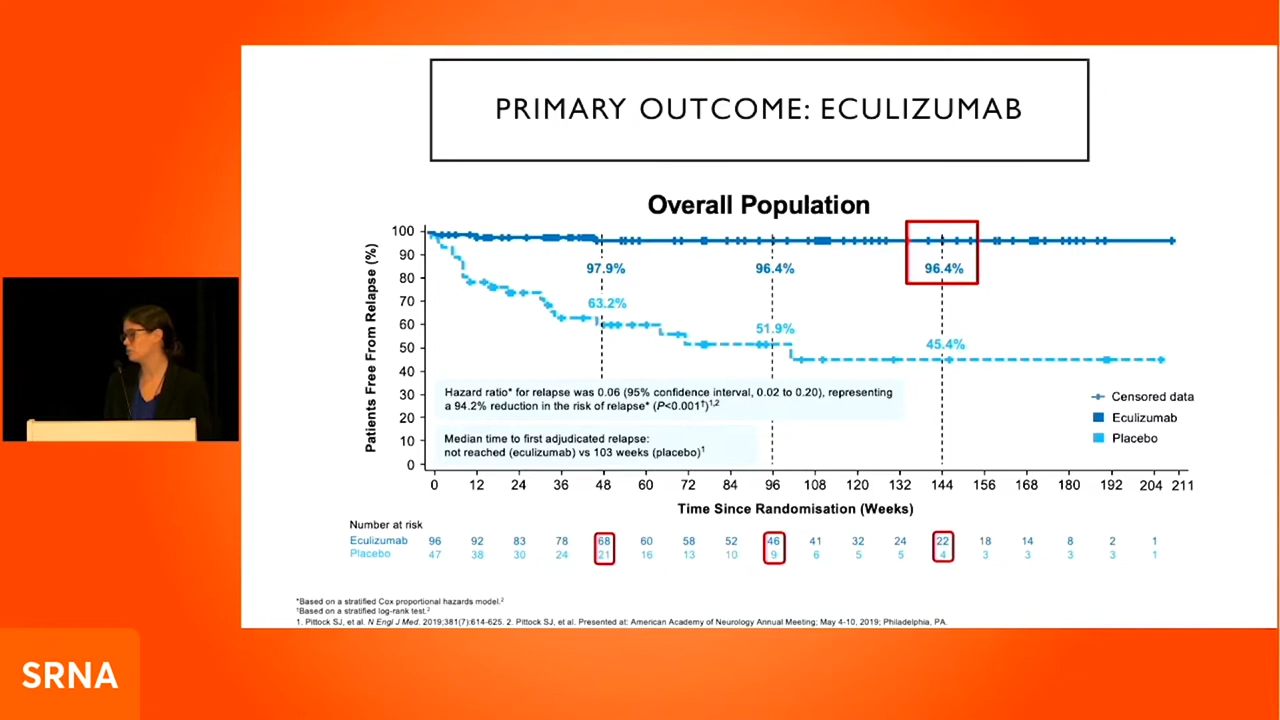 PRIMARY OUTCOME: ECULIZUMAB
Overall Population
Patients Free From Relapse (%)
100
90
80
70
60
50
40
30
20
10
0
97.9%
96.4%
96.4%
63.2%
51.9%
45.4%
Hazard ratio* for relapse was 0.06 (95% confidence interval, 0.02 to 0.20), representing
a 94.2% reduction in the risk of relapse* (P<0.001†)1,2
Median time to first adjudicated relapse:
not reached (eculizumab) vs 103 weeks (placebo)1
Censored data
Eculizumab
Placebo
0 12 24 36 48 60 72 84 96 108 120 132 144 156 168 180 192 204 211
Time Since Randomisation (Weeks)
Number at risk
Eculizumab 96 92 83 78 68 60 58 52 46 41 32 24 22 18 14 8 2 1
Placebo 47 38 30 24 21 16 13 10 9 6 5 5 4 3 3 3 3 1
*Based on a stratified Cox proportional hazards model.2
†Based on a stratified log-rank test.2
1. Pittock SJ, et al. N Engl J Med. 2019;381(7):614-625. 2. Pittock SJ, et al. Presented at: American Academy of Neurology Annual Meeting; May 4-10, 2019; Philadelphia, PA.
SRNA